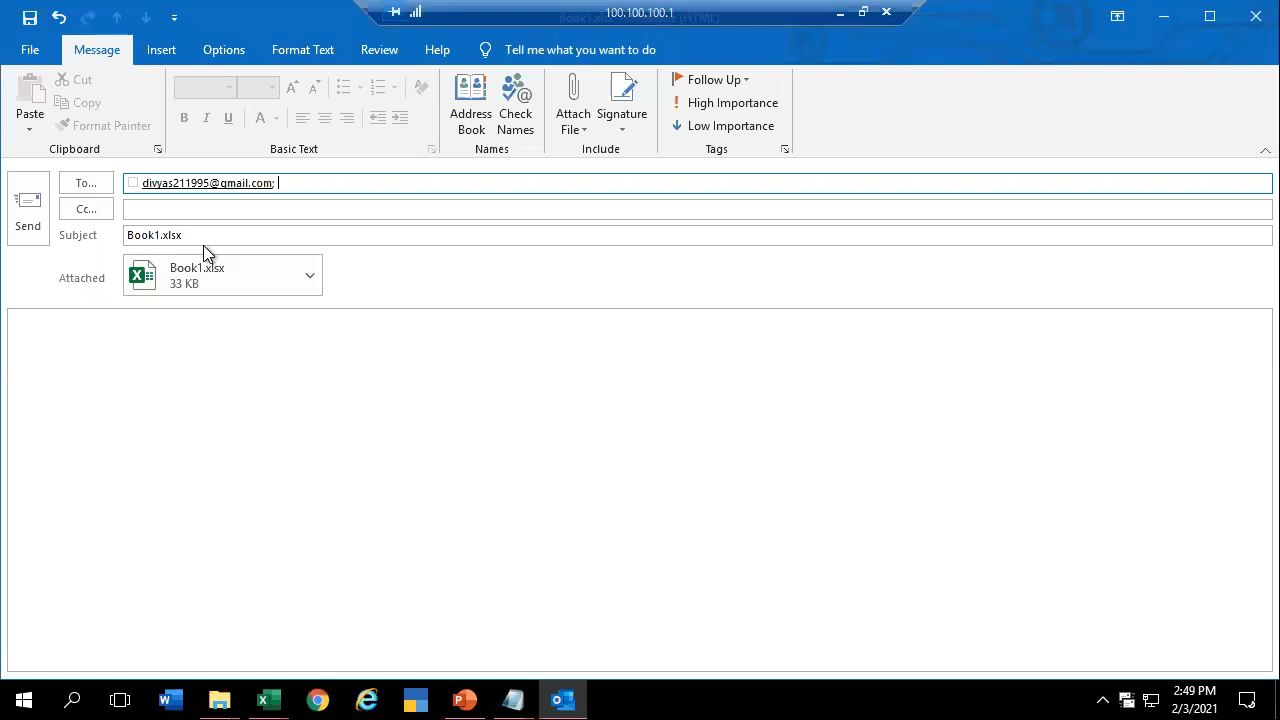 100.100.100.1
File Message Insert Options Format Text Review Help Tell me what you want to do
Paste
Cut
Copy
Format Painter
Clipboard
B I U A
Basic Text
Address Book
Check Names
Names
Attach File
Signature
Include
Follow Up
High Importance
Low Importance
Tags
Send
To... divyas211995@gmail.com;
Cc...
Subject Book1.xlsx
Attached Book1.xlsx
33 KB
2:49 PM
2/3/2021